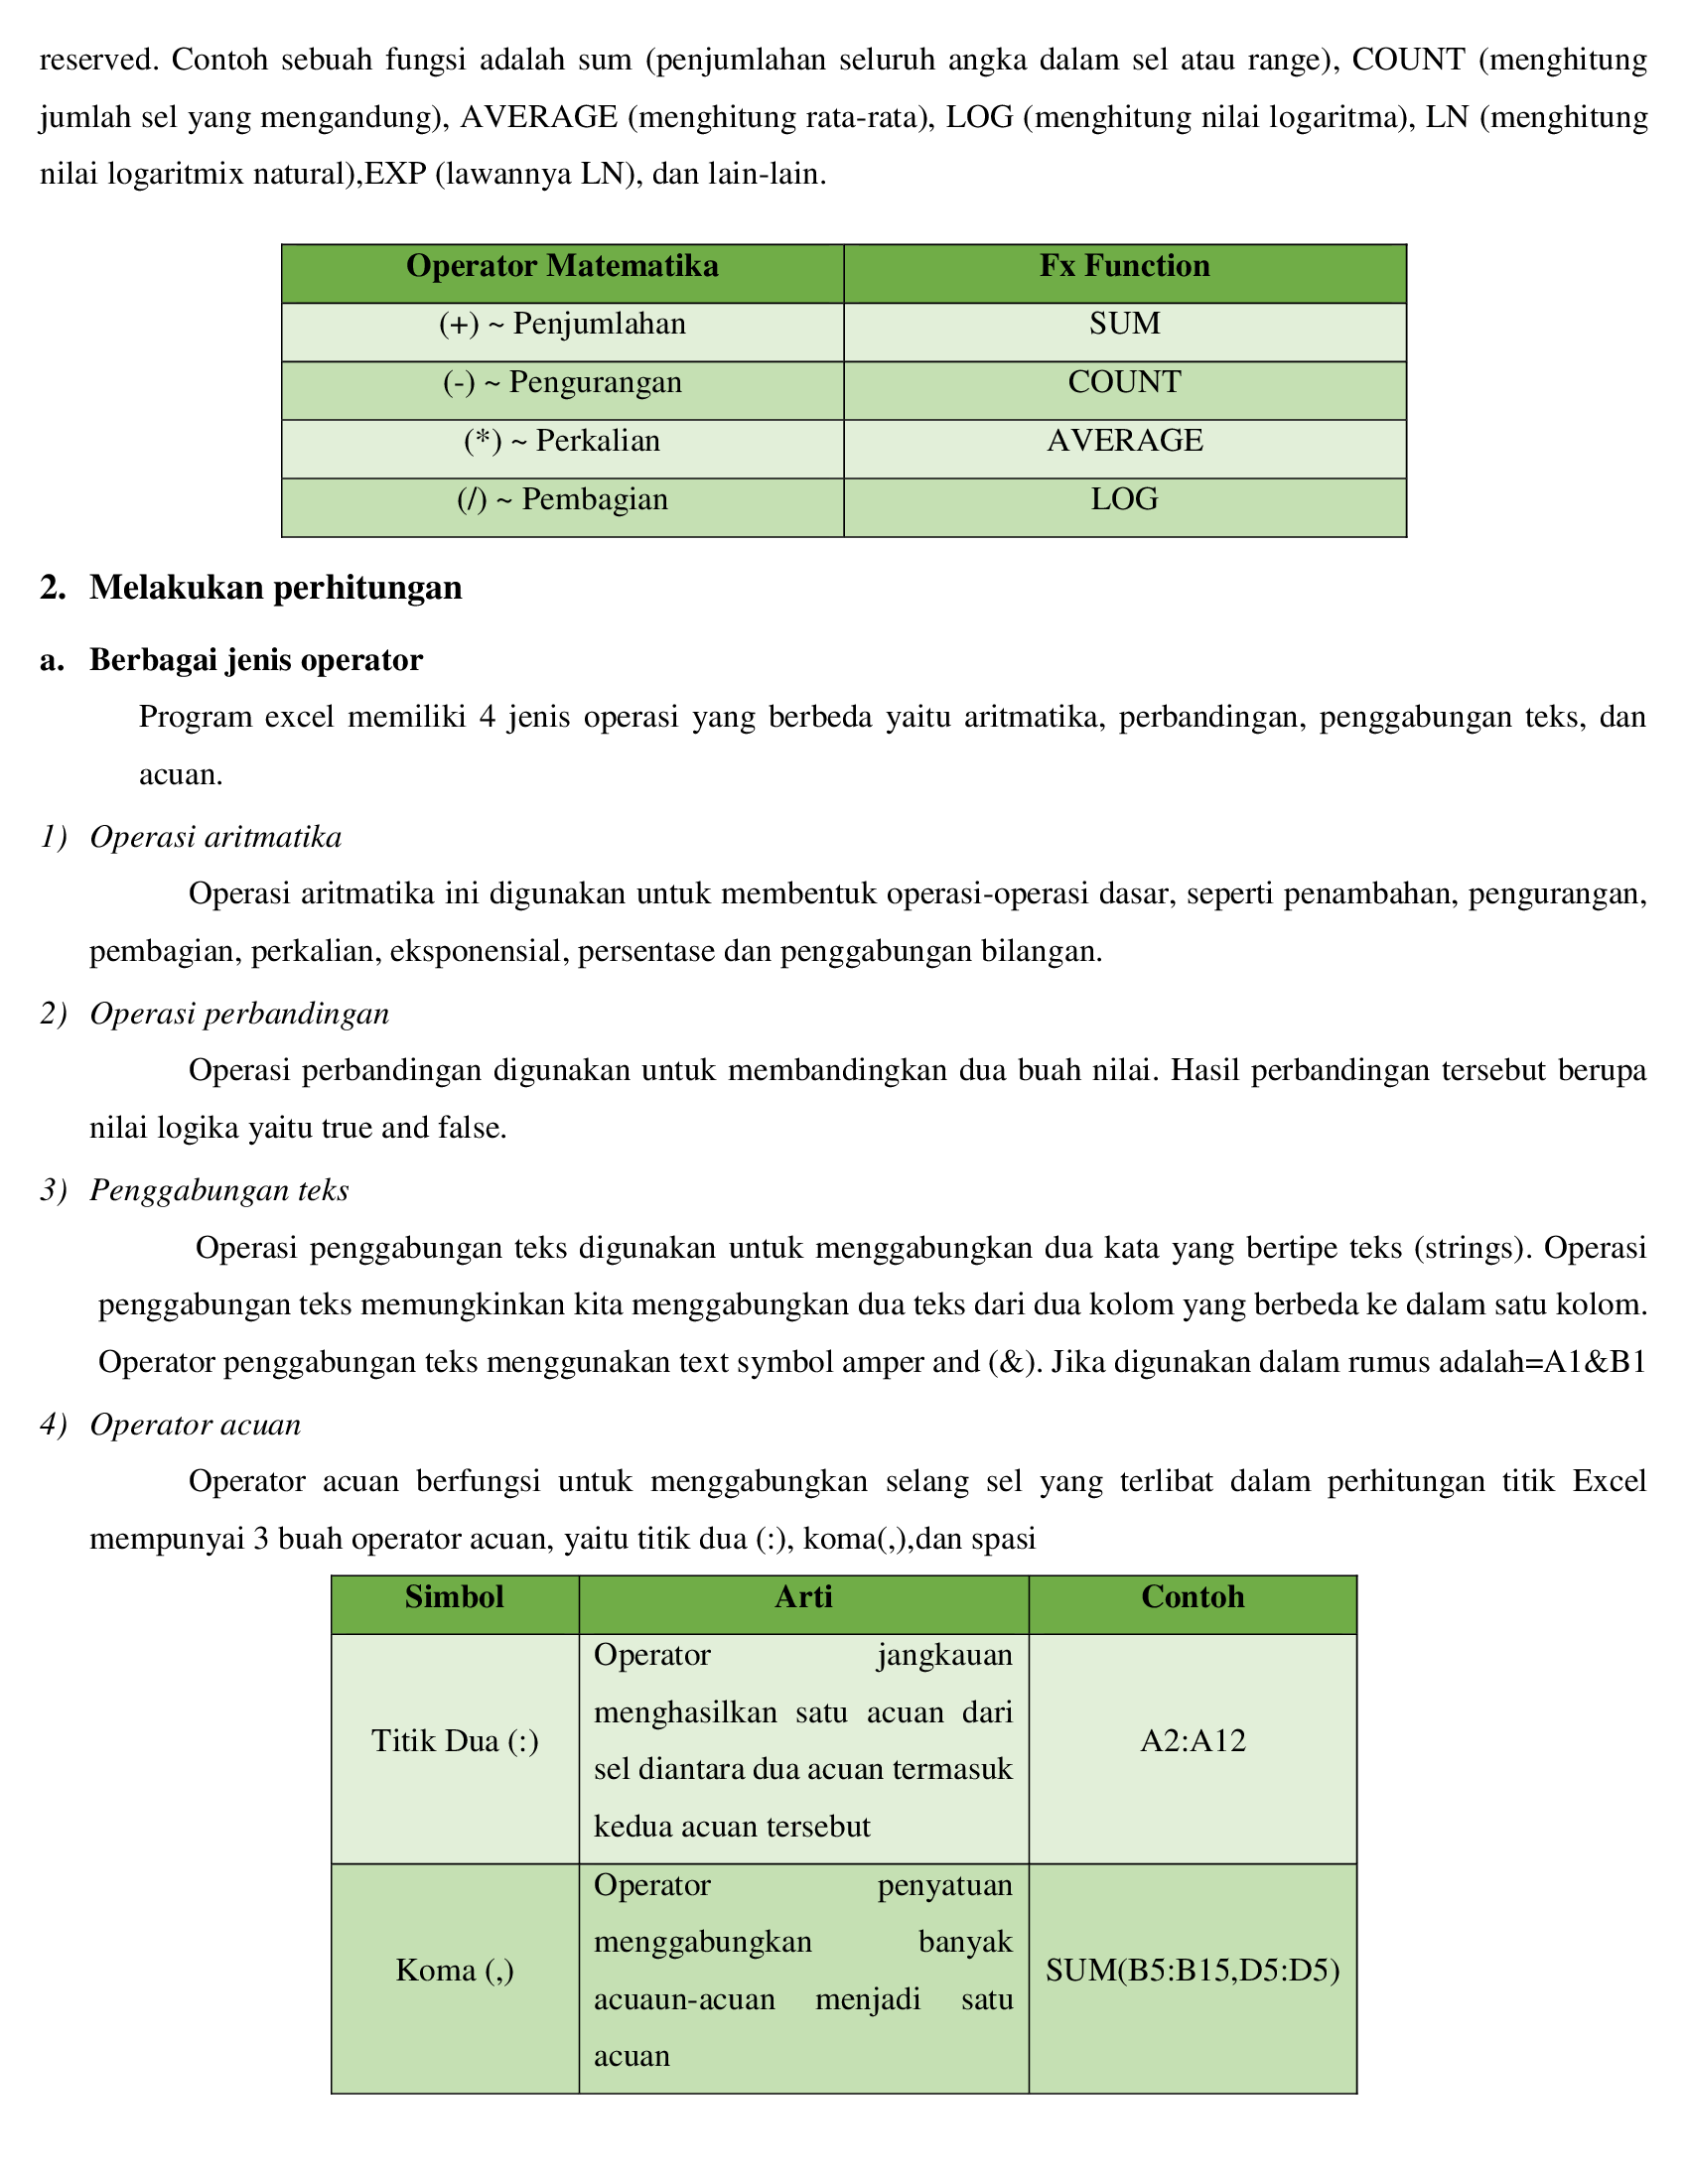 reserved. Contoh sebuah fungsi adalah sum (penjumlahan seluruh angka dalam sel atau range), COUNT (menghitung
jumlah sel yang mengandung), AVERAGE (menghitung rata-rata), LOG (menghitung nilai logaritma), LN (menghitung
nilai logaritmix natural),EXP (lawannya LN), dan lain-lain.
Operator Matematika Fx Function
(+) ~ Penjumlahan SUM
(-) ~ Pengurangan COUNT
(*) ~ Perkalian AVERAGE
(/) ~ Pembagian LOG
2. Melakukan perhitungan
a. Berbagai jenis operator
Program excel memiliki 4 jenis operasi yang berbeda yaitu aritmatika, perbandingan, penggabungan teks, dan
acuan.
1) Operasi aritmatika
Operasi aritmatika ini digunakan untuk membentuk operasi-operasi dasar, seperti penambahan, pengurangan,
pembagian, perkalian, eksponensial, persentase dan penggabungan bilangan.
2) Operasi perbandingan
Operasi perbandingan digunakan untuk membandingkan dua buah nilai. Hasil perbandingan tersebut berupa
nilai logika yaitu true and false.
3) Penggabungan teks
Operasi penggabungan teks digunakan untuk menggabungkan dua kata yang bertipe teks (strings). Operasi
penggabungan teks memungkinkan kita menggabungkan dua teks dari dua kolom yang berbeda ke dalam satu kolom.
Operator penggabungan teks menggunakan text symbol amper and (&). Jika digunakan dalam rumus adalah=A1&B1
4) Operator acuan
Operator acuan berfungsi untuk menggabungkan selang sel yang terlibat dalam perhitungan titik Excel
mempunyai 3 buah operator acuan, yaitu titik dua (:), koma(,),dan spasi
Simbol Arti Contoh
Titik Dua (:)
Operator jangkauan
menghasilkan satu acuan dari
sel diantara dua acuan termasuk
kedua acuan tersebut
A2:A12
Koma (,)
Operator penyatuan
menggabungkan banyak
acuaun-acuan menjadi satu
acuan
SUM(B5:B15,D5:D5)